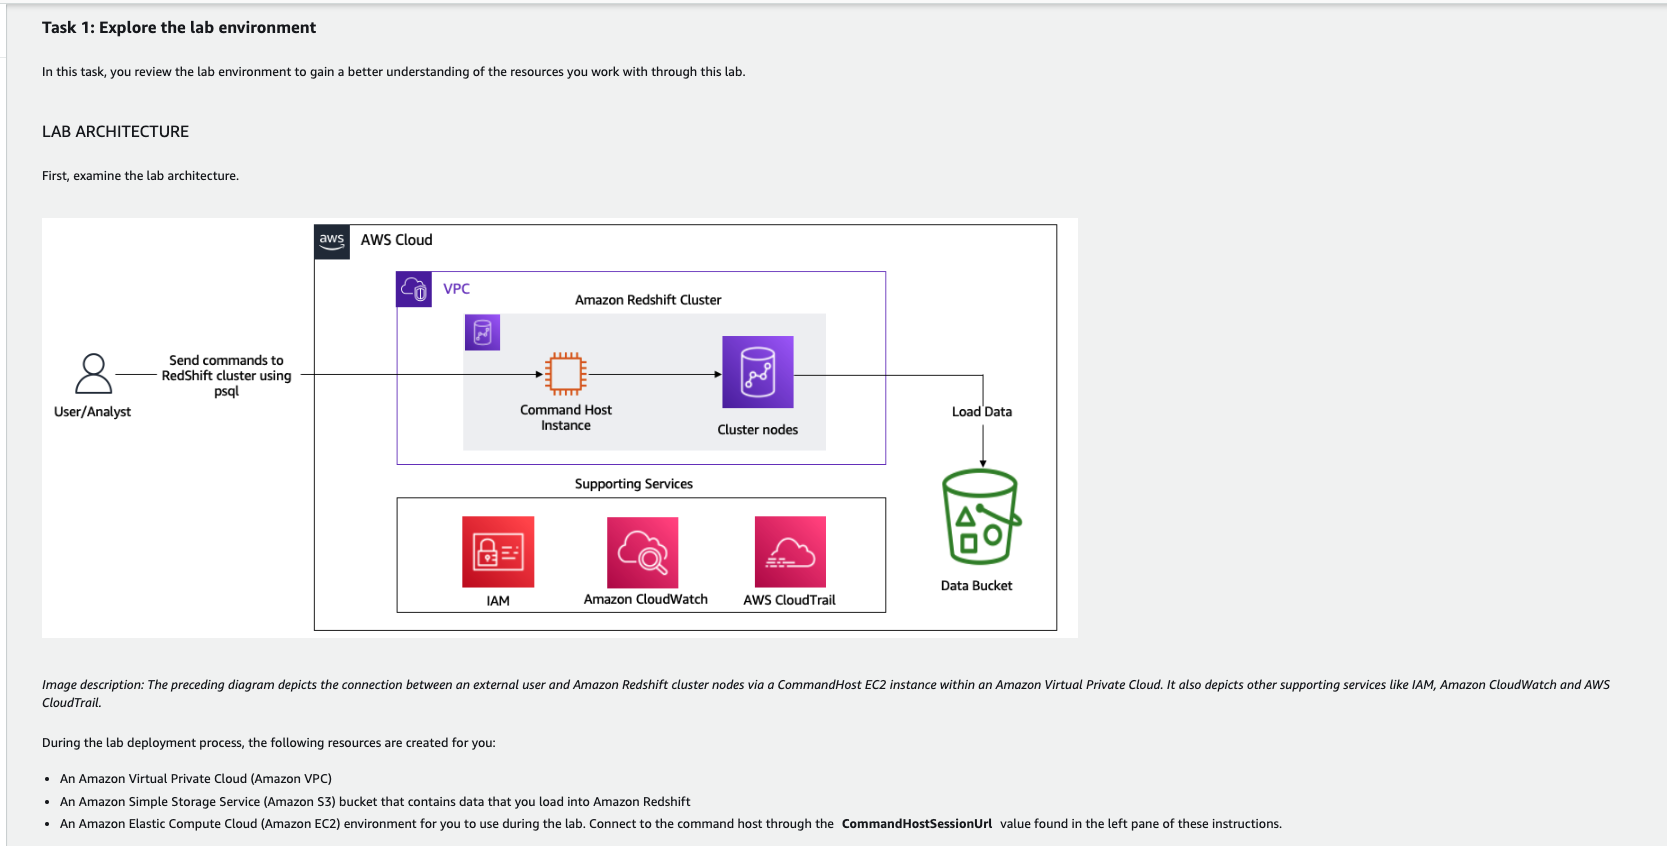 Task 1: Explore the lab environment
In this task, you review the lab environment to gain a better understanding of the resources you work with through this lab.
LAB ARCHITECTURE
First, examine the lab architecture.
aws
AWS Cloud
VPC
Amazon Redshift Cluster
Send commands to
RedShift cluster using
psql
User/Analyst
Command Host
Instance
Cluster nodes
Load Data
Supporting Services
IAM
Amazon CloudWatch
AWS CloudTrail
Data Bucket
Image description: The preceding diagram depicts the connection between an external user and Amazon Redshift cluster nodes via a CommandHost EC2 instance within an Amazon Virtual Private Cloud. It also depicts other supporting services like IAM, Amazon CloudWatch and AWS
CloudTrail.
During the lab deployment process, the following resources are created for you:
• An Amazon Virtual Private Cloud (Amazon VPC)
• An Amazon Simple Storage Service (Amazon S3) bucket that contains data that you load into Amazon Redshift
• An Amazon Elastic Compute Cloud (Amazon EC2) environment for you to use during the lab. Connect to the command host through the CommandHostSessionUrl value found in the left pane of these instructions.